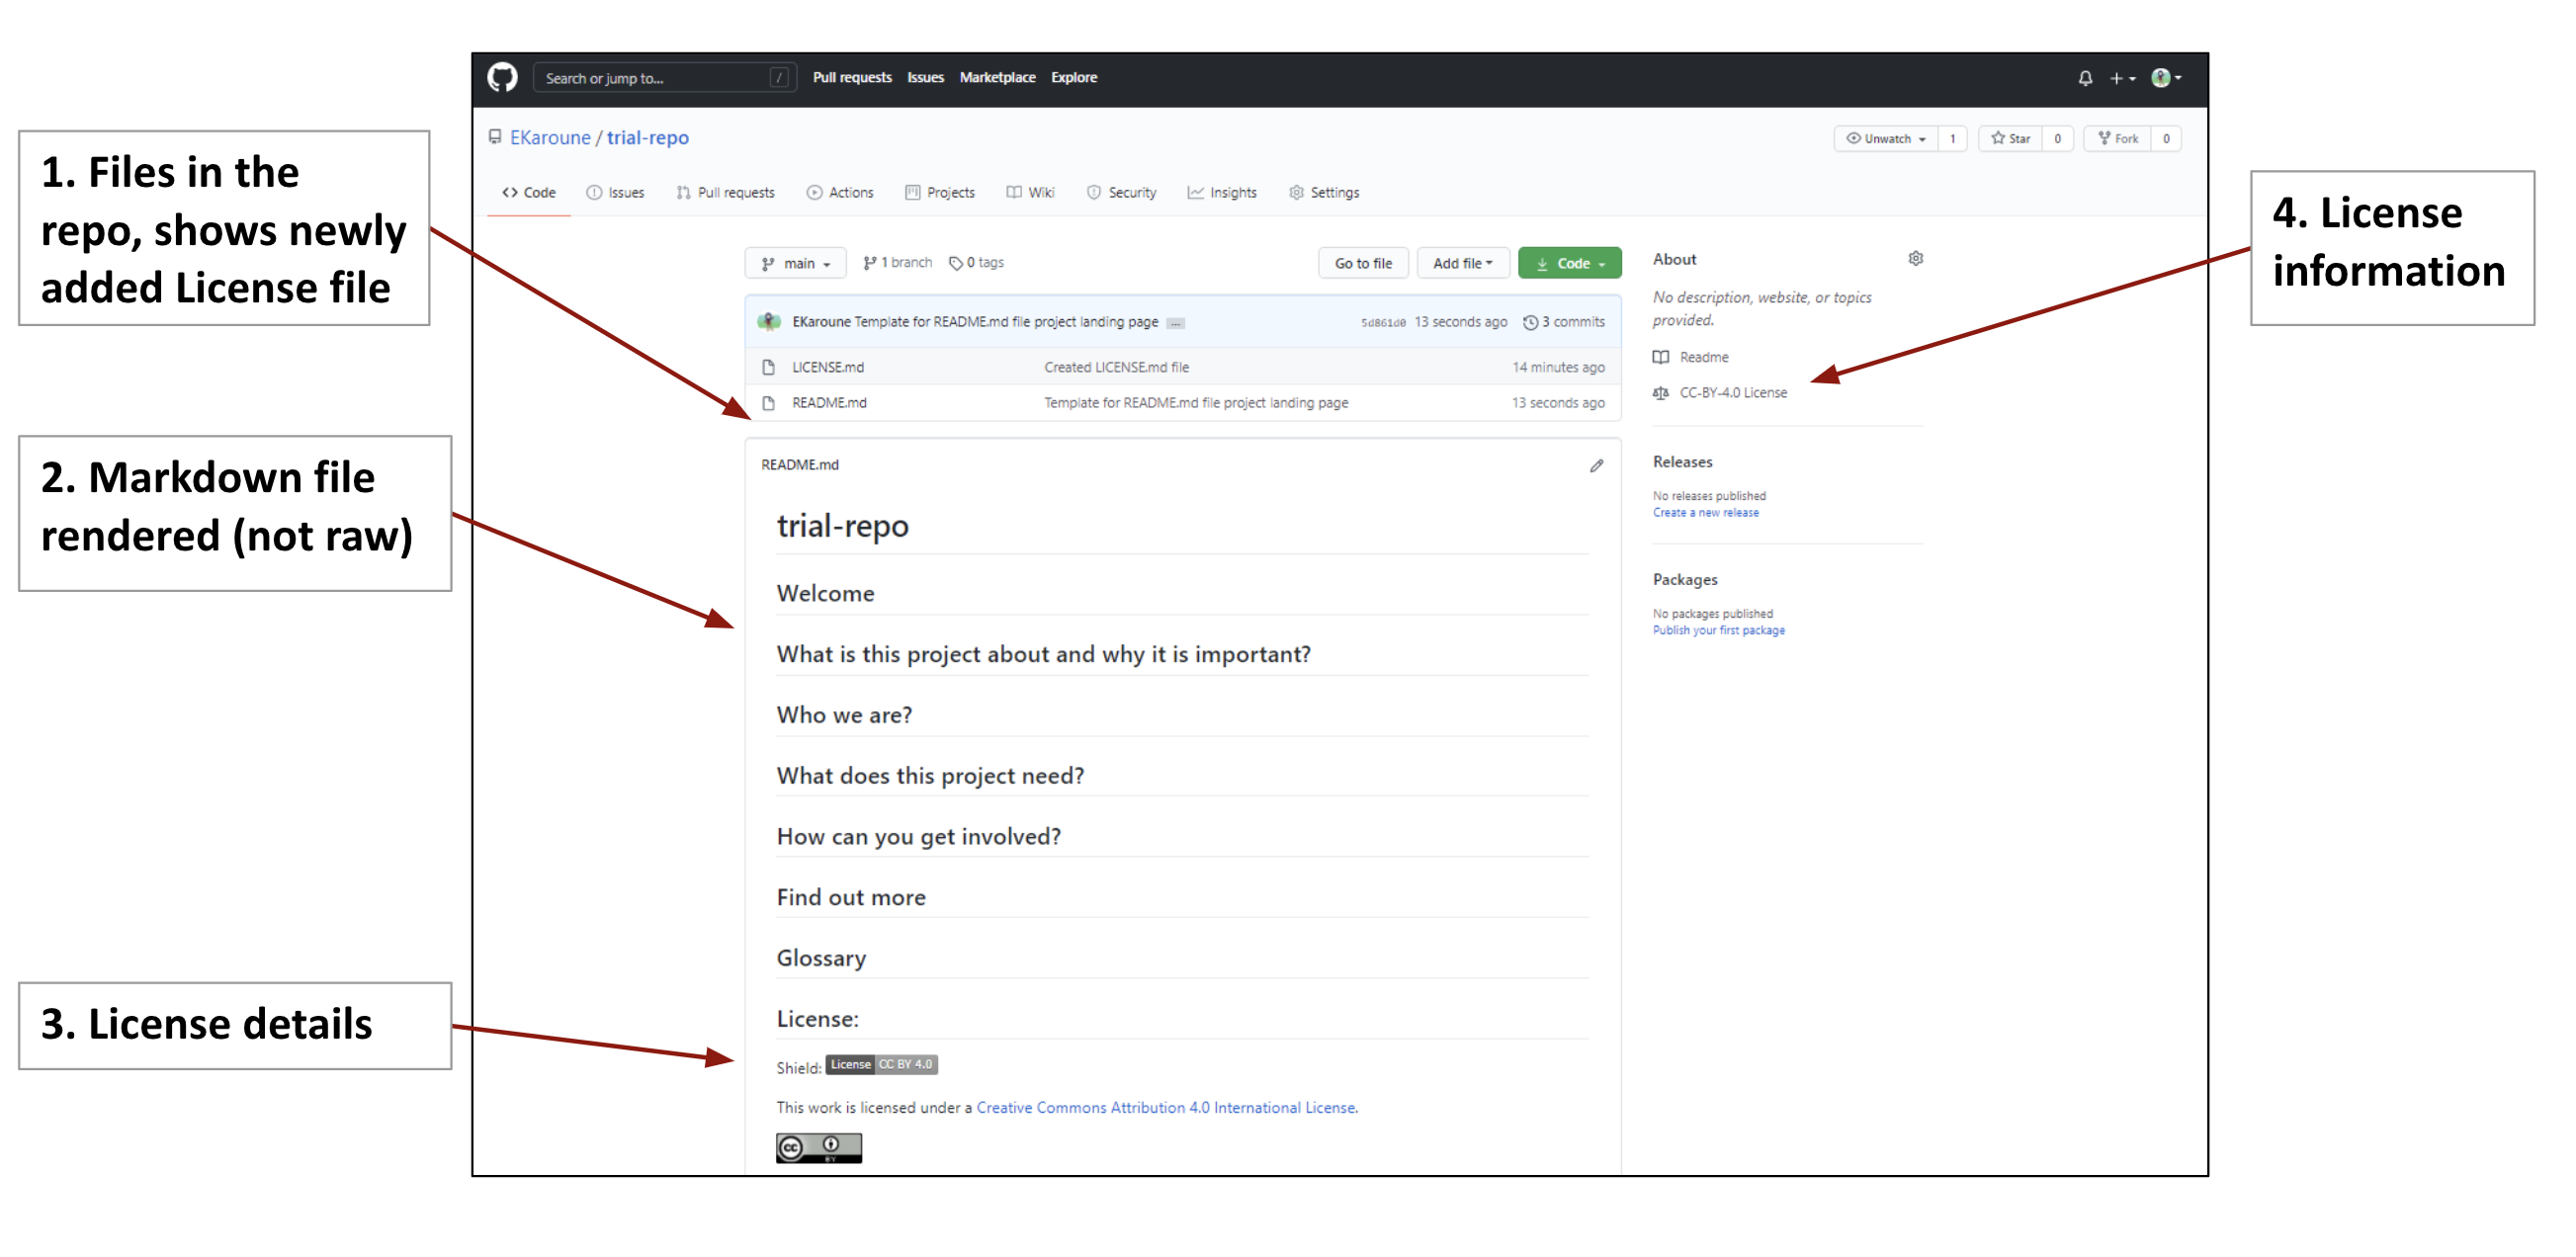 Search or jump to...
/
Pull requests Issues Marketplace Explore
EKaroune / trial-repo
Unwatch 1 Star 0 Fork 0
Code Issues Pull requests Actions Projects Wiki Security Insights Settings
1. Files in the
repo, shows newly
added License file
main 1 branch 0 tags Go to file Add file Code
EKaroune Template for README.md file project landing page ... 5d861d0 13 seconds ago 3 commits
LICENSE.md Created LICENSE.md file 14 minutes ago
README.md Template for README.md file project landing page 13 seconds ago
About
No description, website, or topics
provided.
Readme
CC-BY-4.0 License
4. License
information
Releases
No releases published
Create a new release
Packages
No packages published
Publish your first package
2. Markdown file
rendered (not raw)
README.md
trial-repo
Welcome
What is this project about and why it is important?
Who we are?
What does this project need?
How can you get involved?
Find out more
Glossary
3. License details
License:
Shield: License CC BY 4.0
This work is licensed under a Creative Commons Attribution 4.0 International License.
cc
BY